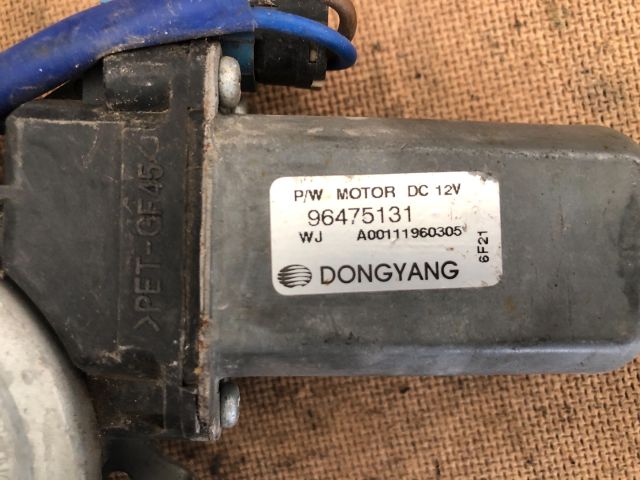 P/W MOTOR DC 12V
96475131
WJ A00111960305
6F21
DONGYANG
>PET-GF45<